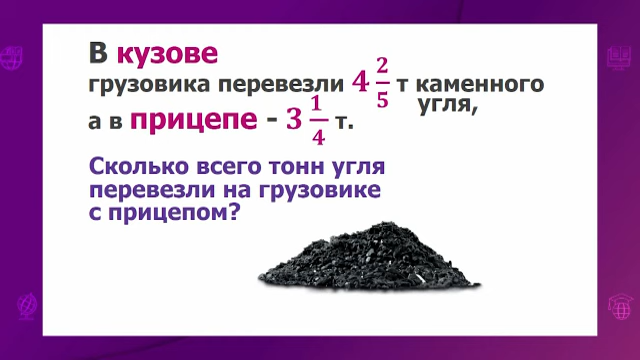 В кузове
грузовика перевезли 4 2/5 т каменного
угля,
а в прицепе - 3 1/4 т.
Сколько всего тонн угля
перевезли на грузовике
с прицепом?